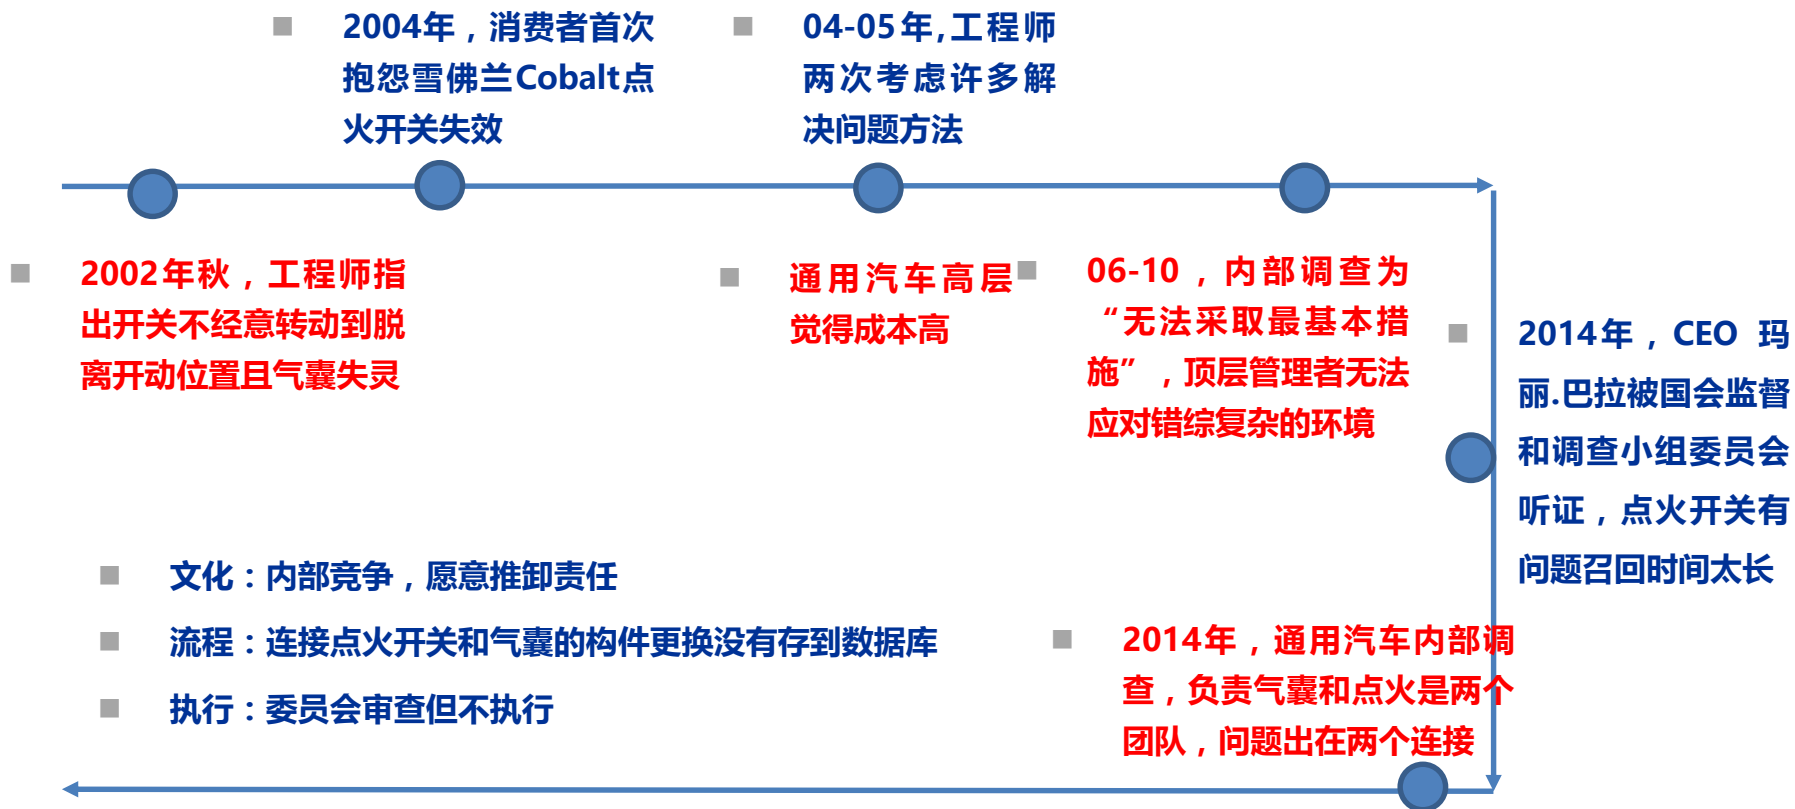 2004年，消费者首次
抱怨雪佛兰Cobalt点
火开关失效
04-05年,工程师
两次考虑许多解
决问题方法
2002年秋，工程师指
出开关不经意转动到脱
离开动位置且气囊失灵
通用汽车高层
觉得成本高
06-10，内部调查为
“无法采取最基本措
施”，顶层管理者无法
应对错综复杂的环境
2014年，CEO 玛
丽.巴拉被国会监督
和调查小组委员会
听证，点火开关有
问题召回时间太长
2014年，通用汽车内部调
查，负责气囊和点火是两个
团队，问题出在两个连接
文化：内部竞争，愿意推卸责任
流程：连接点火开关和气囊的构件更换没有存到数据库
执行：委员会审查但不执行